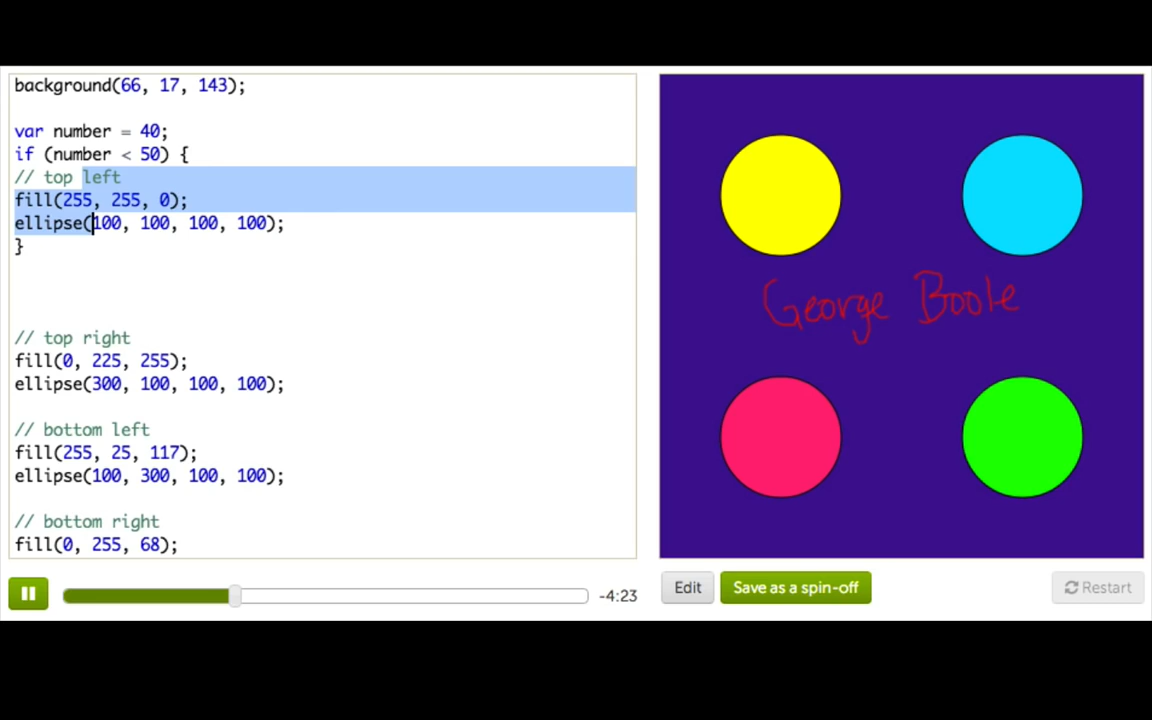 background(66, 17, 143);
var number = 40;
if (number < 50) {
// top left
fill(255, 255, 0);
ellipse(100, 100, 100, 100);
}
// top right
fill(0, 225, 255);
ellipse(300, 100, 100, 100);
// bottom left
fill(255, 25, 117);
ellipse(100, 300, 100, 100);
// bottom right
fill(0, 255, 68);
-4:23
George Boole
Edit
Save as a spin-off
Restart